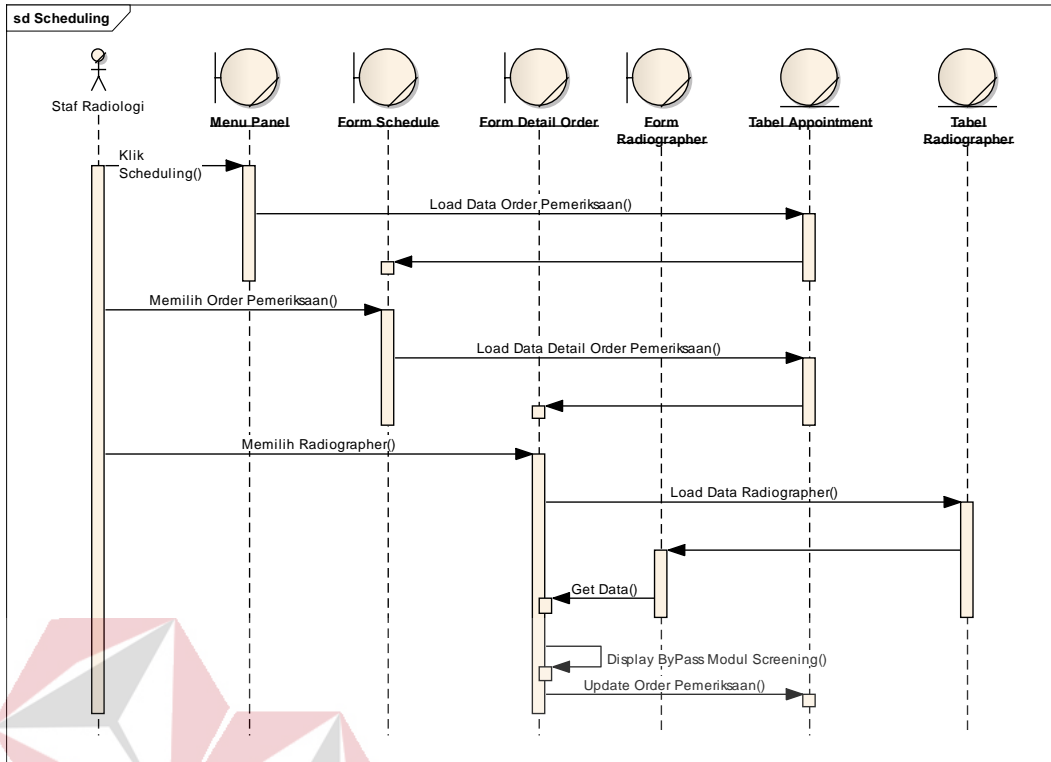 sd Scheduling
Staf Radiologi
Menu Panel
Form Schedule
Form Detail Order
Form
Radiographer
Tabel Appointment
Tabel
Radiographer
Klik
Scheduling()
Load Data Order Pemeriksaan()
Memilih Order Pemeriksaan()
Load Data Detail Order Pemeriksaan()
Memilih Radiographer()
Load Data Radiographer()
Get Data()
Display ByPass Modul Screening()
Update Order Pemeriksaan()